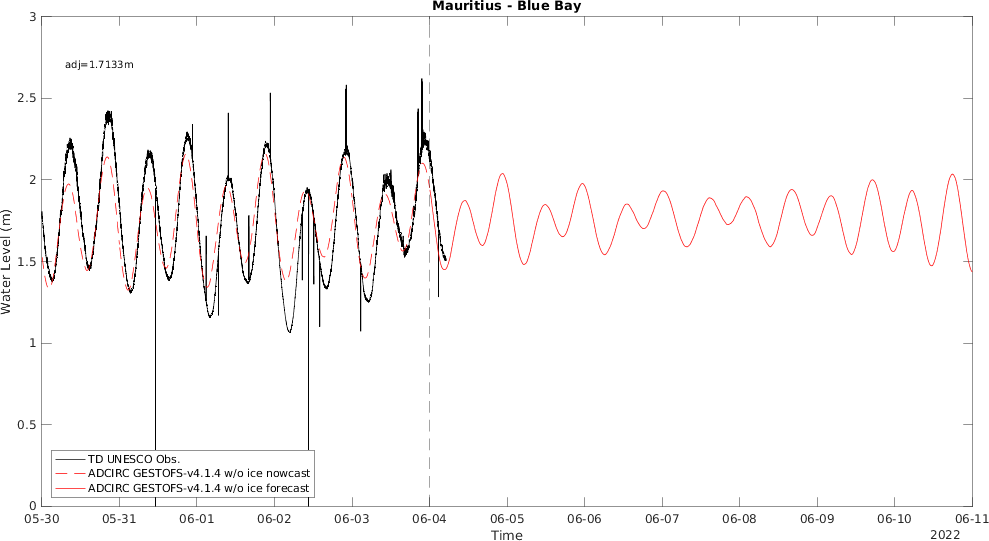 Mauritius - Blue Bay
3
2.5
2
1.5
1
0.5
0
Water Level (m)
adj=1.7133m
TD UNESCO Obs.
ADCIRC GESTOFS-v4.1.4 w/o ice nowcast
ADCIRC GESTOFS-v4.1.4 w/o ice forecast
05-30 05-31 06-01 06-02 06-03 06-04 06-05 06-06 06-07 06-08 06-09 06-10 06-11
Time
2022